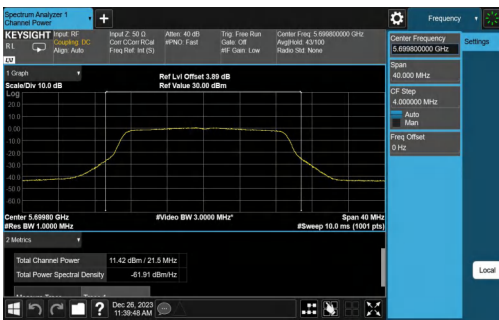 Spectrum Analyzer 1
Channel Power
+
Frequency
KEYSIGHT
RL
Input: RF
Coupling: DC
Align: Auto
Input Z: 50 Ω
Corr CCorr RCal
Freq Ref: Int (S)
Atten: 40 dB
#PNO: Fast
Trig: Free Run
Gate: Off
#IF Gain: Low
Center Freq: 5.699800000 GHz
Avg|Hold: 43/100
Radio Std: None
Center Frequency
5.699800000 GHz
Settings
Span
40.000 MHz
CF Step
4.000000 MHz
Auto
Man
Freq Offset
0 Hz
1 Graph
Scale/Div 10.0 dB
Ref Lvl Offset 3.89 dB
Ref Value 30.00 dBm
Log
20.0
10.0
0.00
-10.0
-20.0
-30.0
-40.0
-50.0
-60.0
Center 5.69980 GHz
#Res BW 1.0000 MHz
#Video BW 3.0000 MHz*
Span 40 MHz
#Sweep 10.0 ms (1001 pts)
2 Metrics
Total Channel Power 11.42 dBm / 21.5 MHz
Total Power Spectral Density -61.91 dBm/Hz
Local
?
Dec 26, 2023
11:39:48 AM